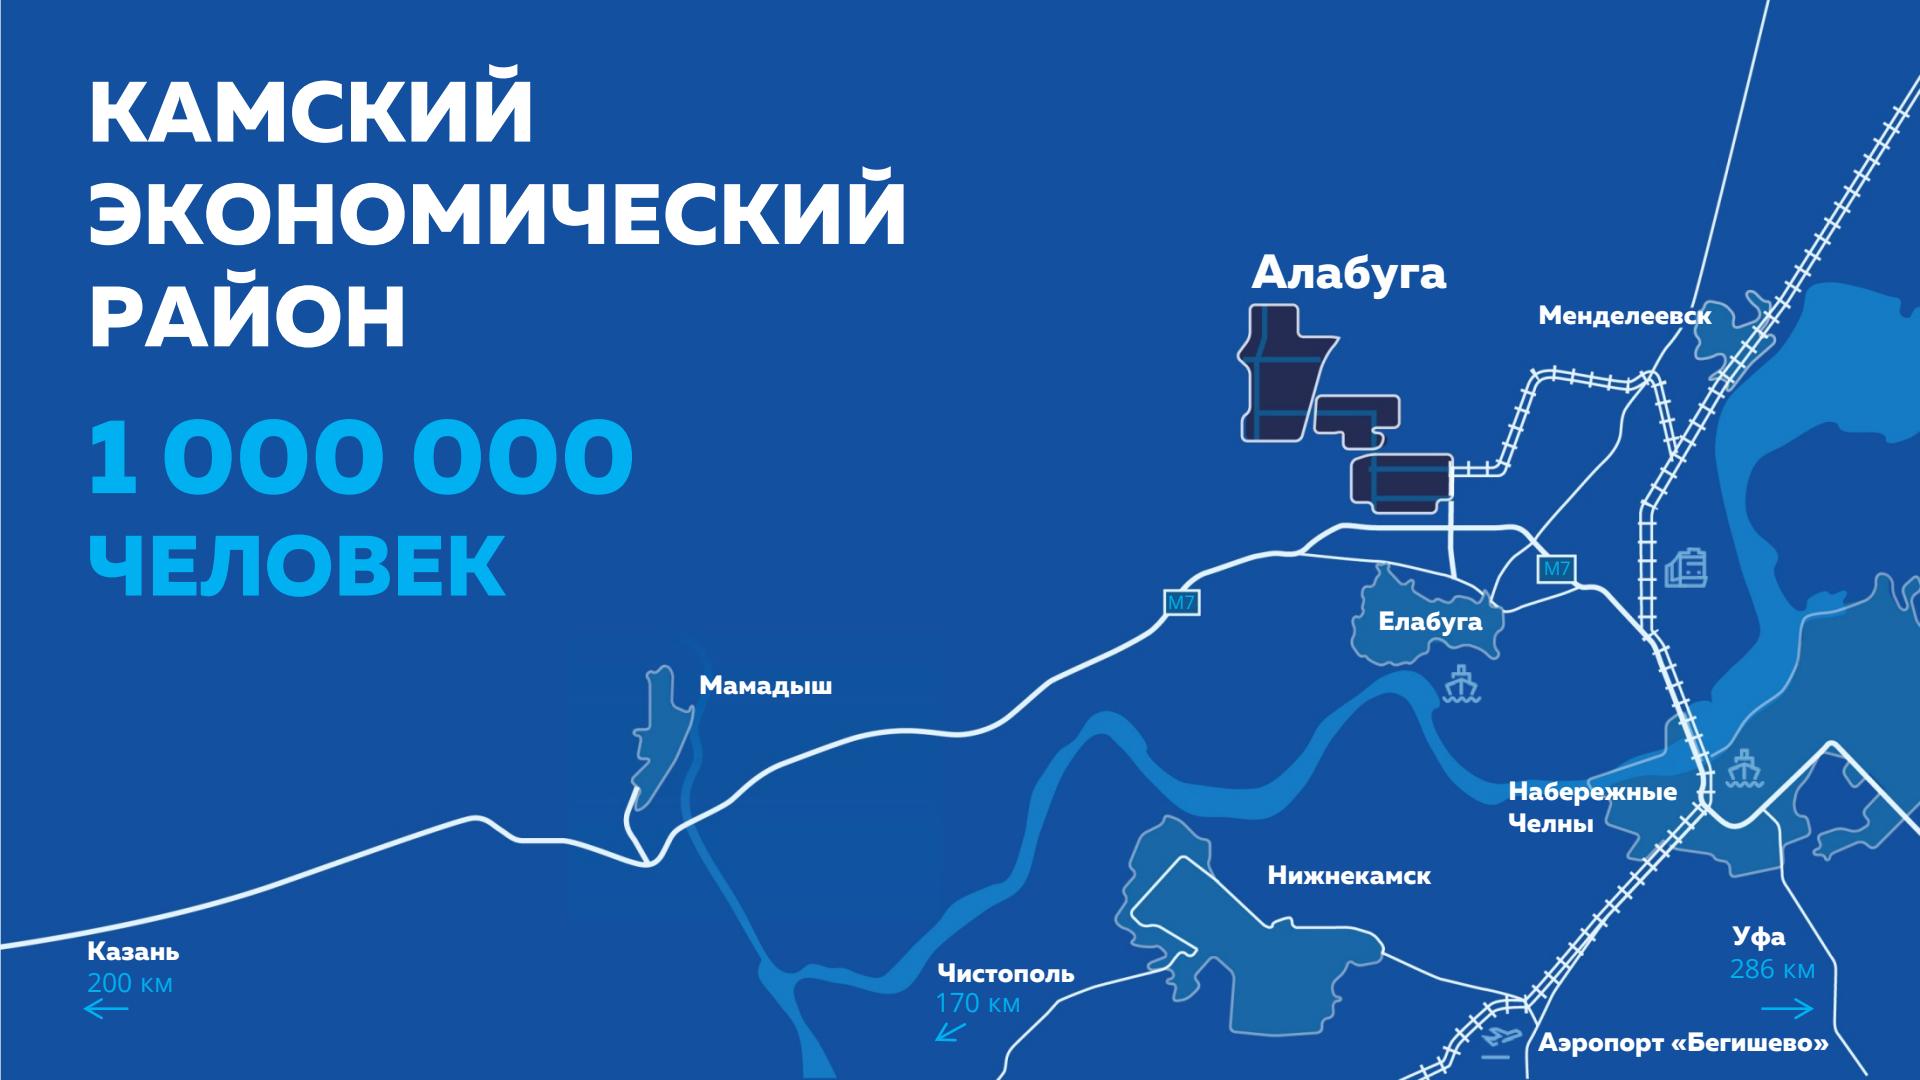 КАМСКИЙ
ЭКОНОМИЧЕСКИЙ
РАЙОН
1 000 000
ЧЕЛОВЕК
Алабуга
Менделеевск
М7
М7
Елабуга
Мамадыш
Набережные
Челны
Нижнекамск
Казань
200 км
Чистополь
170 км
Уфа
286 км
Аэропорт «Бегишево»